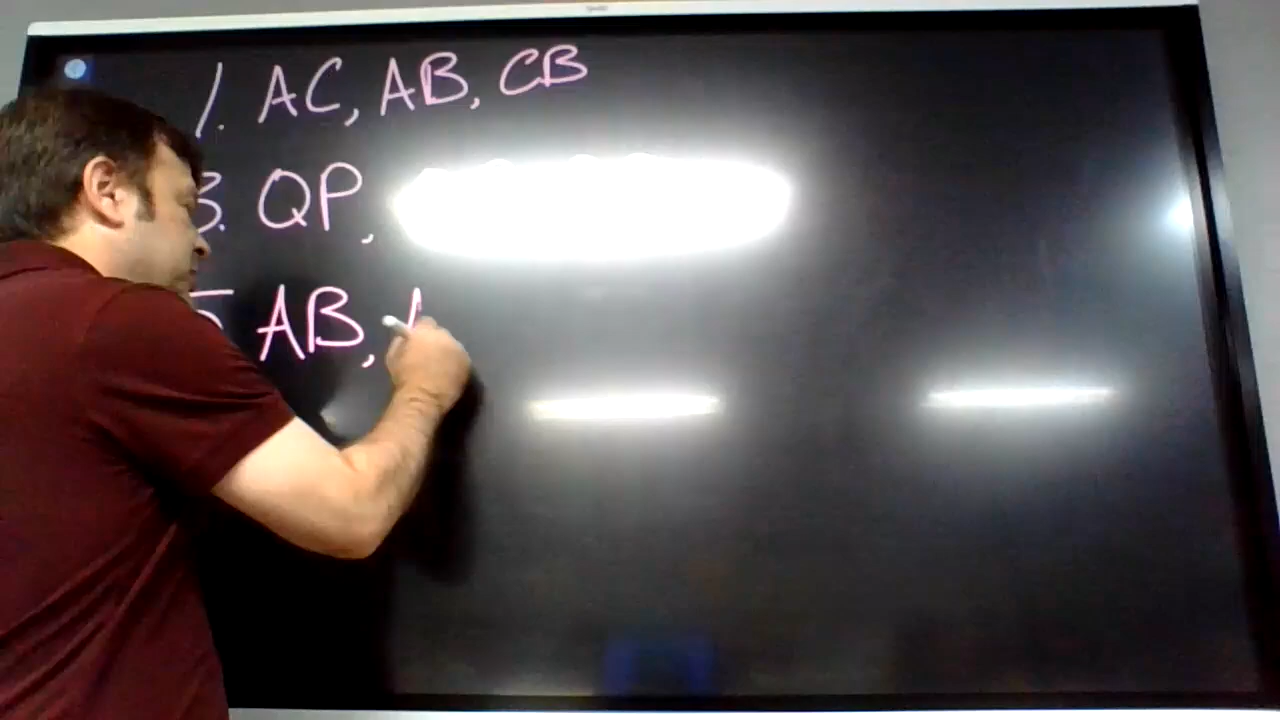 1. AC, AB, CB
3. QP,
5. AB,